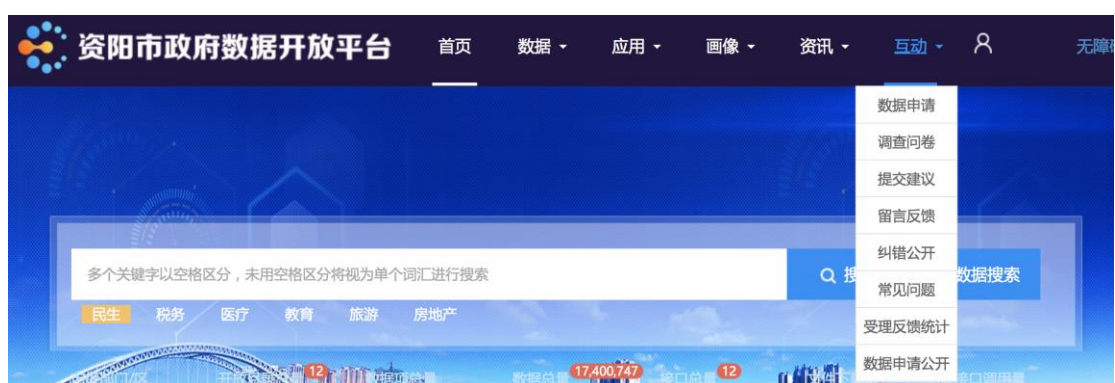 资阳市政府数据开放平台 首页 数据 应用 画像 资讯 互动 无障
数据申请
调查问卷
提交建议
留言反馈
纠错公开
多个关键字以空格区分，未用空格区分将视为单个词汇进行搜索 搜 数据搜索
常见问题
民生 税务 医疗 教育 旅游 房地产
受理反馈统计
数据申请公开
12 数据总量 17,400,747 接口总量 12